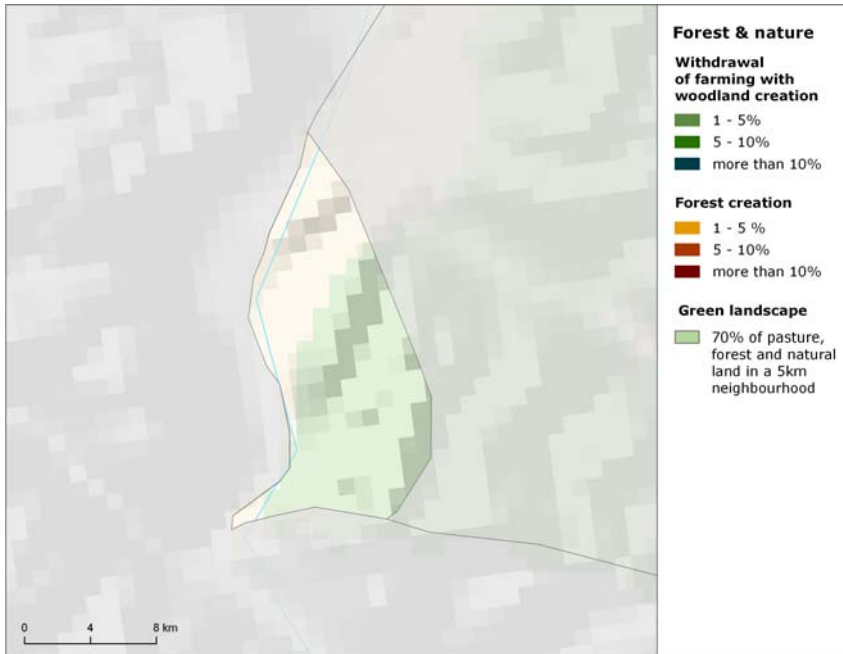 Forest & nature
Withdrawal
of farming with
woodland creation
1 - 5%
5 - 10%
more than 10%
Forest creation
1 - 5 %
5 - 10%
more than 10%
Green landscape
70% of pasture,
forest and natural
land in a 5km
neighbourhood
0 4 8 km